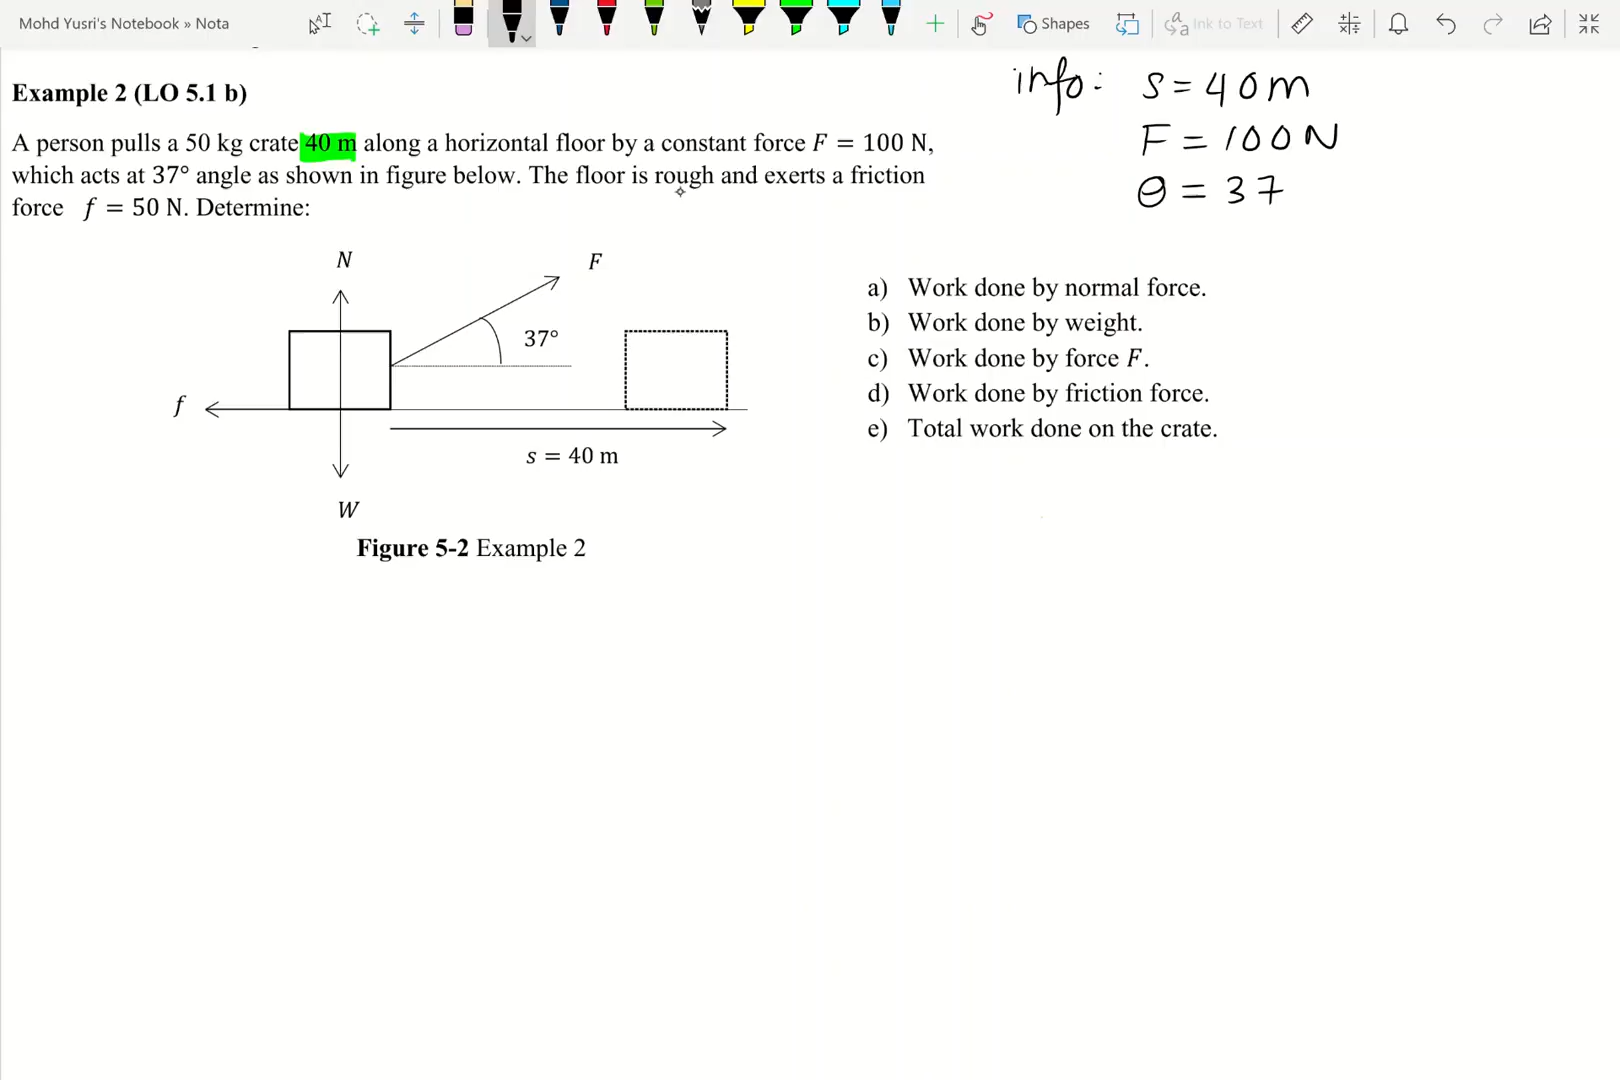 Mohd Yusri's Notebook » Nota
Shapes
Ink to Text
Example 2 (LO 5.1 b)
A person pulls a 50 kg crate 40 m along a horizontal floor by a constant force F = 100 N,
which acts at 37° angle as shown in figure below. The floor is rough and exerts a friction
force f = 50 N. Determine:
info: s = 40 m
F = 100 N
θ = 37
N
F
37°
f
s = 40 m
W
Figure 5-2 Example 2
a) Work done by normal force.
b) Work done by weight.
c) Work done by force F.
d) Work done by friction force.
e) Total work done on the crate.